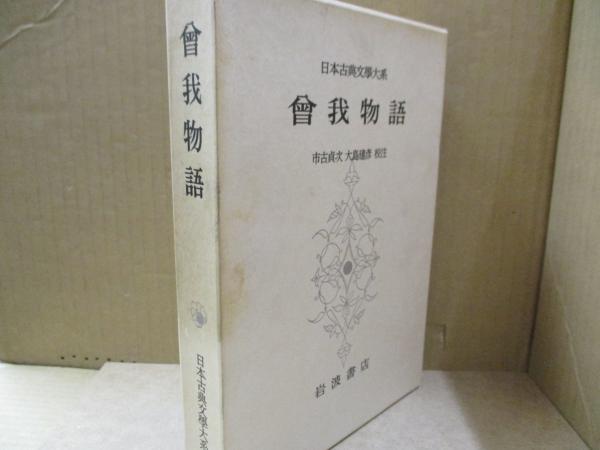 曾我物語
日本古典文學大系
日本古典文學大系
曾我物語
市古貞次 大島建彦 校注
岩波書店